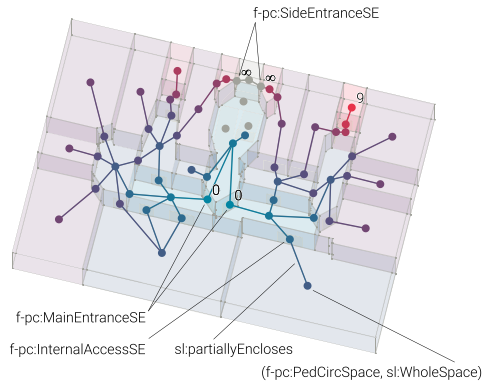 f-pc:SideEntranceSE
∞ ∞
9
0 0
f-pc:MainEntranceSE
f-pc:InternalAccessSE sl:partiallyEncloses
(f-pc:PedCircSpace, sl:WholeSpace)